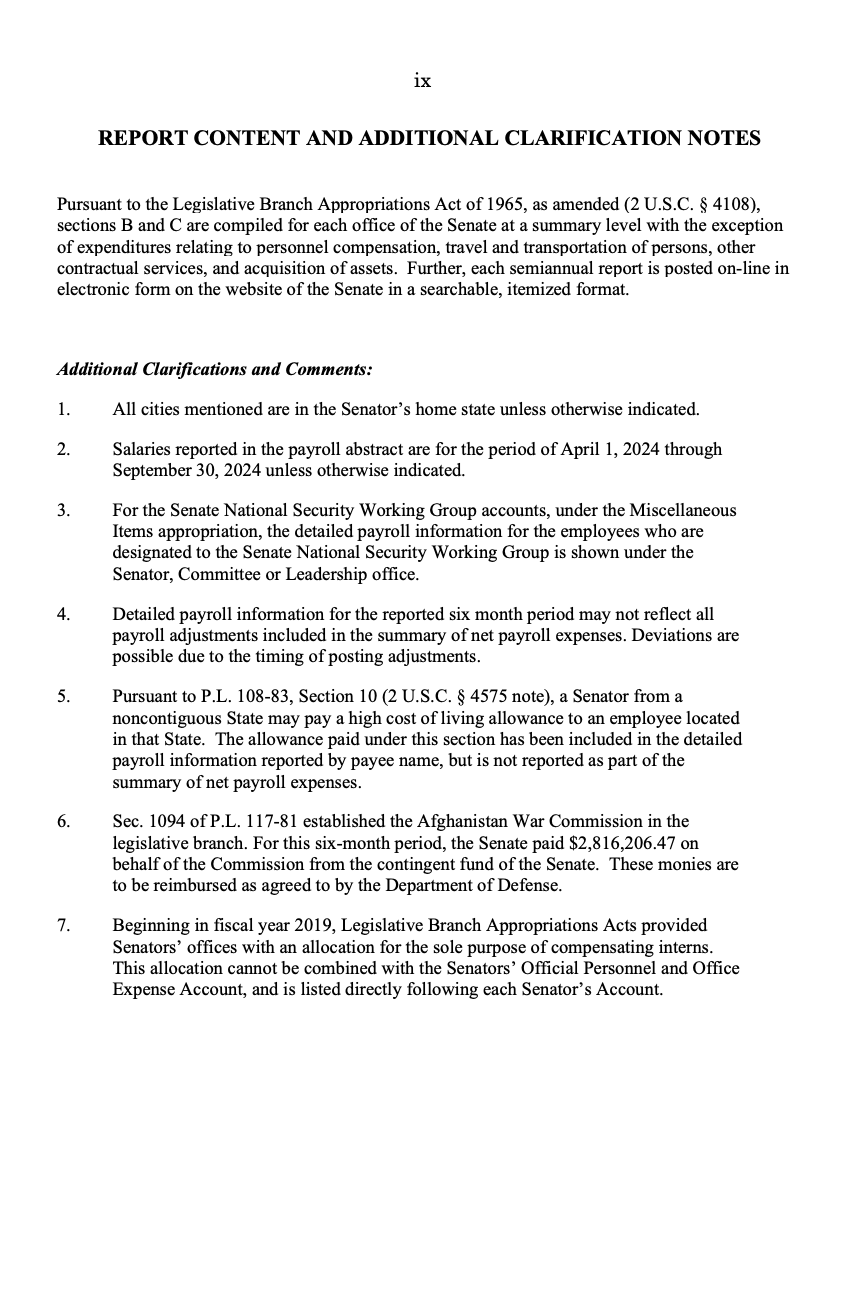 ix
REPORT CONTENT AND ADDITIONAL CLARIFICATION NOTES
Pursuant to the Legislative Branch Appropriations Act of 1965, as amended (2 U.S.C. § 4108),
sections B and C are compiled for each office of the Senate at a summary level with the exception
of expenditures relating to personnel compensation, travel and transportation of persons, other
contractual services, and acquisition of assets.  Further, each semiannual report is posted on-line in
electronic form on the website of the Senate in a searchable, itemized format.
Additional Clarifications and Comments:
1. All cities mentioned are in the Senator’s home state unless otherwise indicated.
2. Salaries reported in the payroll abstract are for the period of April 1, 2024 through
September 30, 2024 unless otherwise indicated.
3. For the Senate National Security Working Group accounts, under the Miscellaneous
Items appropriation, the detailed payroll information for the employees who are
designated to the Senate National Security Working Group is shown under the
Senator, Committee or Leadership office.
4. Detailed payroll information for the reported six month period may not reflect all
payroll adjustments included in the summary of net payroll expenses. Deviations are
possible due to the timing of posting adjustments.
5. Pursuant to P.L. 108-83, Section 10 (2 U.S.C. § 4575 note), a Senator from a
noncontiguous State may pay a high cost of living allowance to an employee located
in that State.  The allowance paid under this section has been included in the detailed
payroll information reported by payee name, but is not reported as part of the
summary of net payroll expenses.
6. Sec. 1094 of P.L. 117-81 established the Afghanistan War Commission in the
legislative branch. For this six-month period, the Senate paid $2,816,206.47 on
behalf of the Commission from the contingent fund of the Senate.  These monies are
to be reimbursed as agreed to by the Department of Defense.
7. Beginning in fiscal year 2019, Legislative Branch Appropriations Acts provided
Senators’ offices with an allocation for the sole purpose of compensating interns.
This allocation cannot be combined with the Senators’ Official Personnel and Office
Expense Account, and is listed directly following each Senator’s Account.